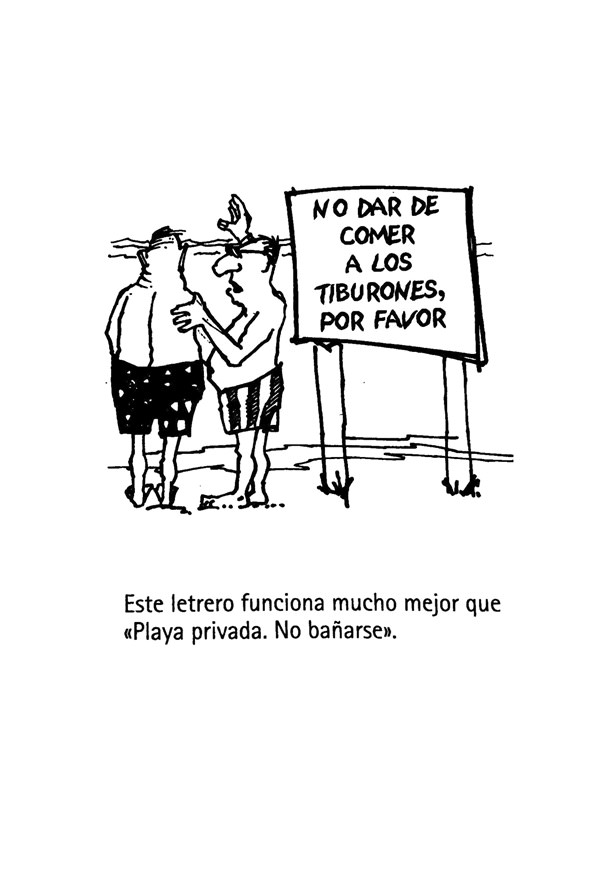 NO DAR DE
COMER
A LOS
TIBURONES,
POR FAVOR
Este letrero funciona mucho mejor que
«Playa privada. No bañarse».